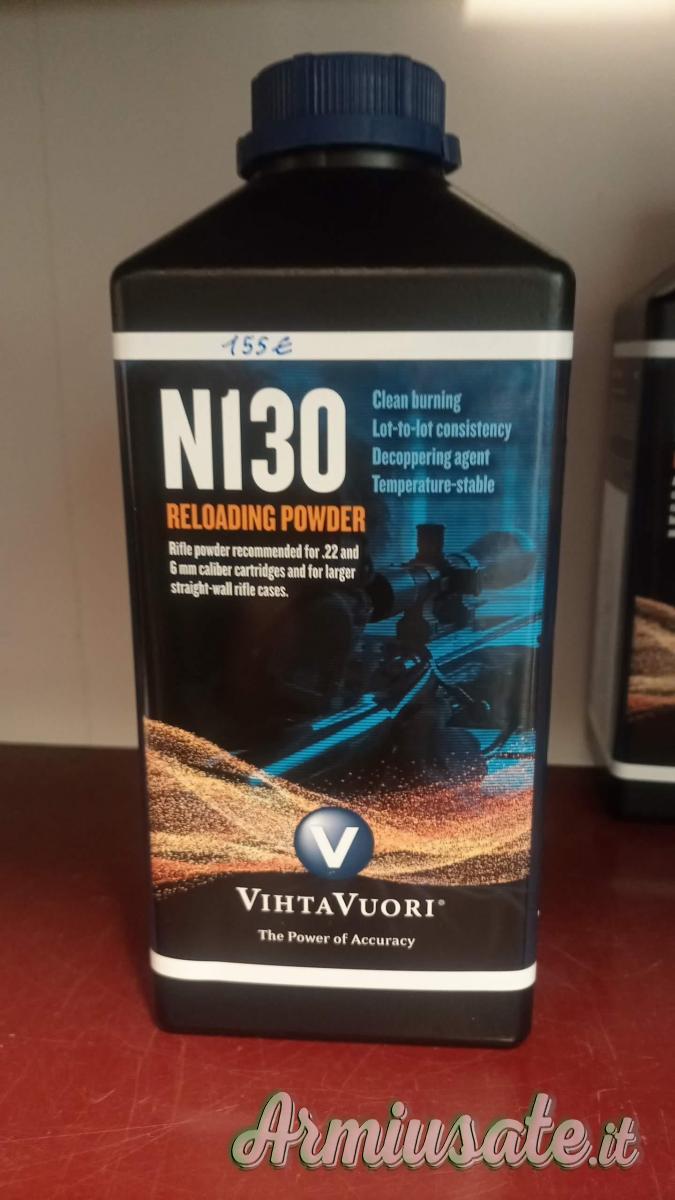 155€
N130
RELOADING POWDER
Rifle powder recommended for .22 and
6 mm caliber cartridges and for larger
straight-wall rifle cases.
Clean burning
Lot-to-lot consistency
Decoppering agent
Temperature-stable
V
VIHTAVUORI®
The Power of Accuracy
Armiusate.it